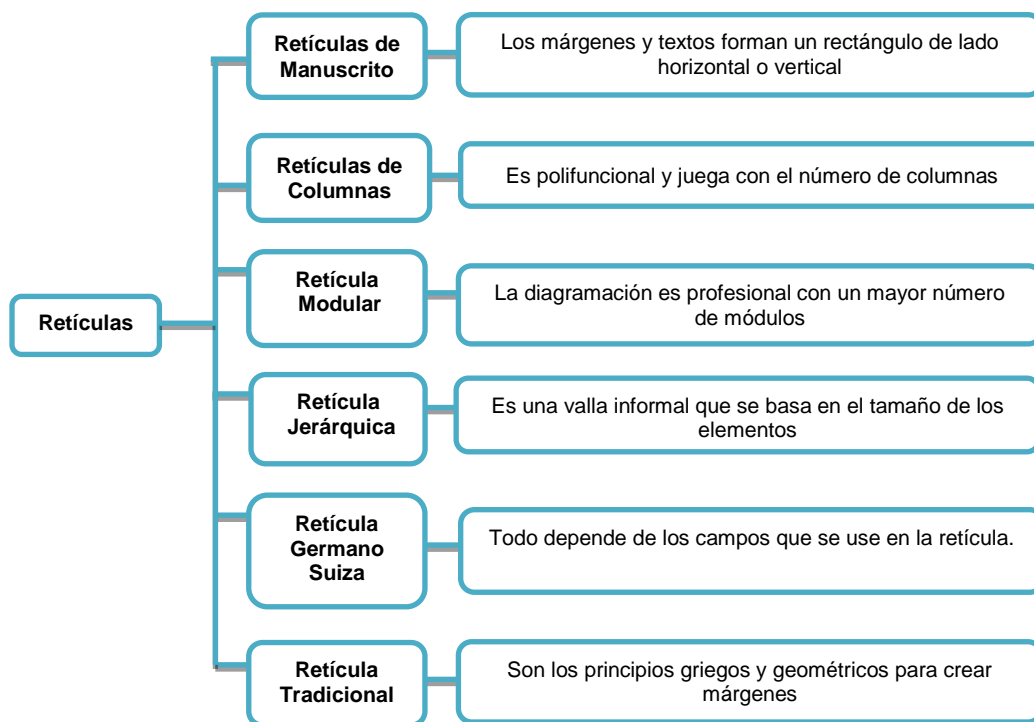 Retículas
Retículas de
Manuscrito
Los márgenes y textos forman un rectángulo de lado
horizontal o vertical
Retículas de
Columnas
Es polifuncional y juega con el número de columnas
Retícula
Modular
La diagramación es profesional con un mayor número
de módulos
Retícula
Jerárquica
Es una valla informal que se basa en el tamaño de los
elementos
Retícula
Germano
Suiza
Todo depende de los campos que se use en la retícula.
Retícula
Tradicional
Son los principios griegos y geométricos para crear
márgenes